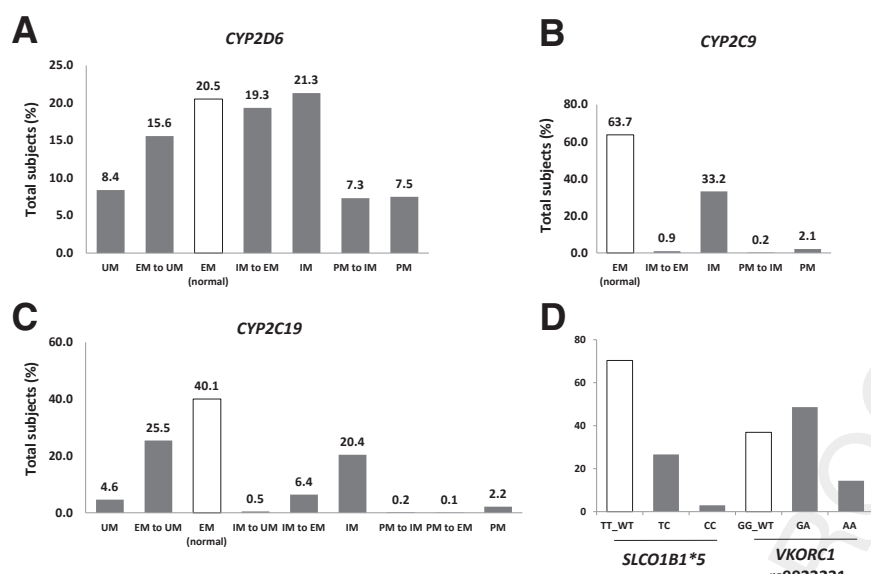 A
CYP2D6
Total subjects (%)
25.0
20.0
15.0
10.0
5.0
0.0
8.4
15.6
20.5
19.3
21.3
7.3
7.5
UM EM to UM EM IM to EM IM PM to IM PM
(normal)
B
CYP2C9
Total subjects (%)
80.0
60.0
40.0
20.0
0.0
63.7
0.9
33.2
0.2
2.1
EM IM to EM IM PM to IM PM
(normal)
C
CYP2C19
Total subjects (%)
60.0
40.0
20.0
0.0
4.6
25.5
40.1
0.5
6.4
20.4
0.2
0.1
2.2
UM EM to UM EM IM to UM IM to EM IM PM to IM PM to EM PM
(normal)
D
80
60
40
20
0
TT_WT TC CC GG_WT GA AA
SLCO1B1*5 VKORC1